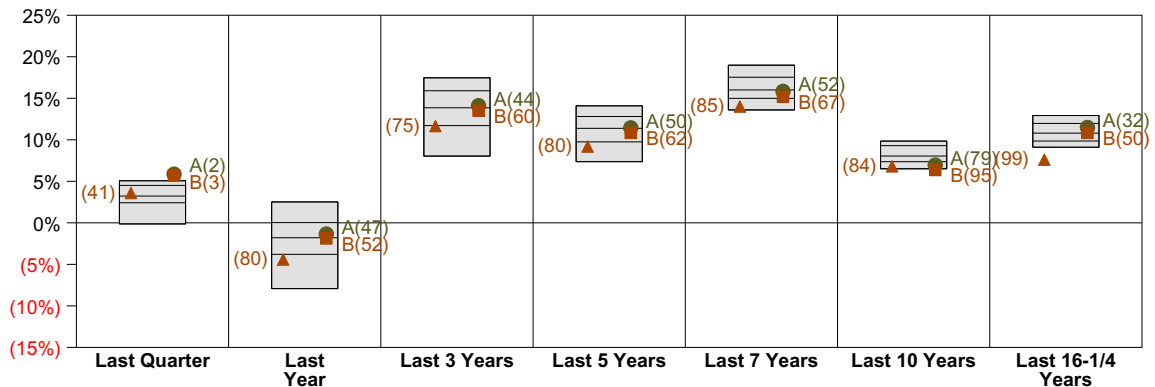 25%
20%
15%
10%
5%
0%
(5%)
(10%)
(15%)
(41)
A(2)
B(3)
(80)
A(47)
B(52)
(75)
A(44)
B(60)
(80)
A(50)
B(62)
(85)
A(52)
B(67)
(84)
A(79)
B(95)
(99)
A(32)
B(50)
Last Quarter
Last
Year
Last 3 Years
Last 5 Years
Last 7 Years
Last 10 Years
Last 16-1/4
Years